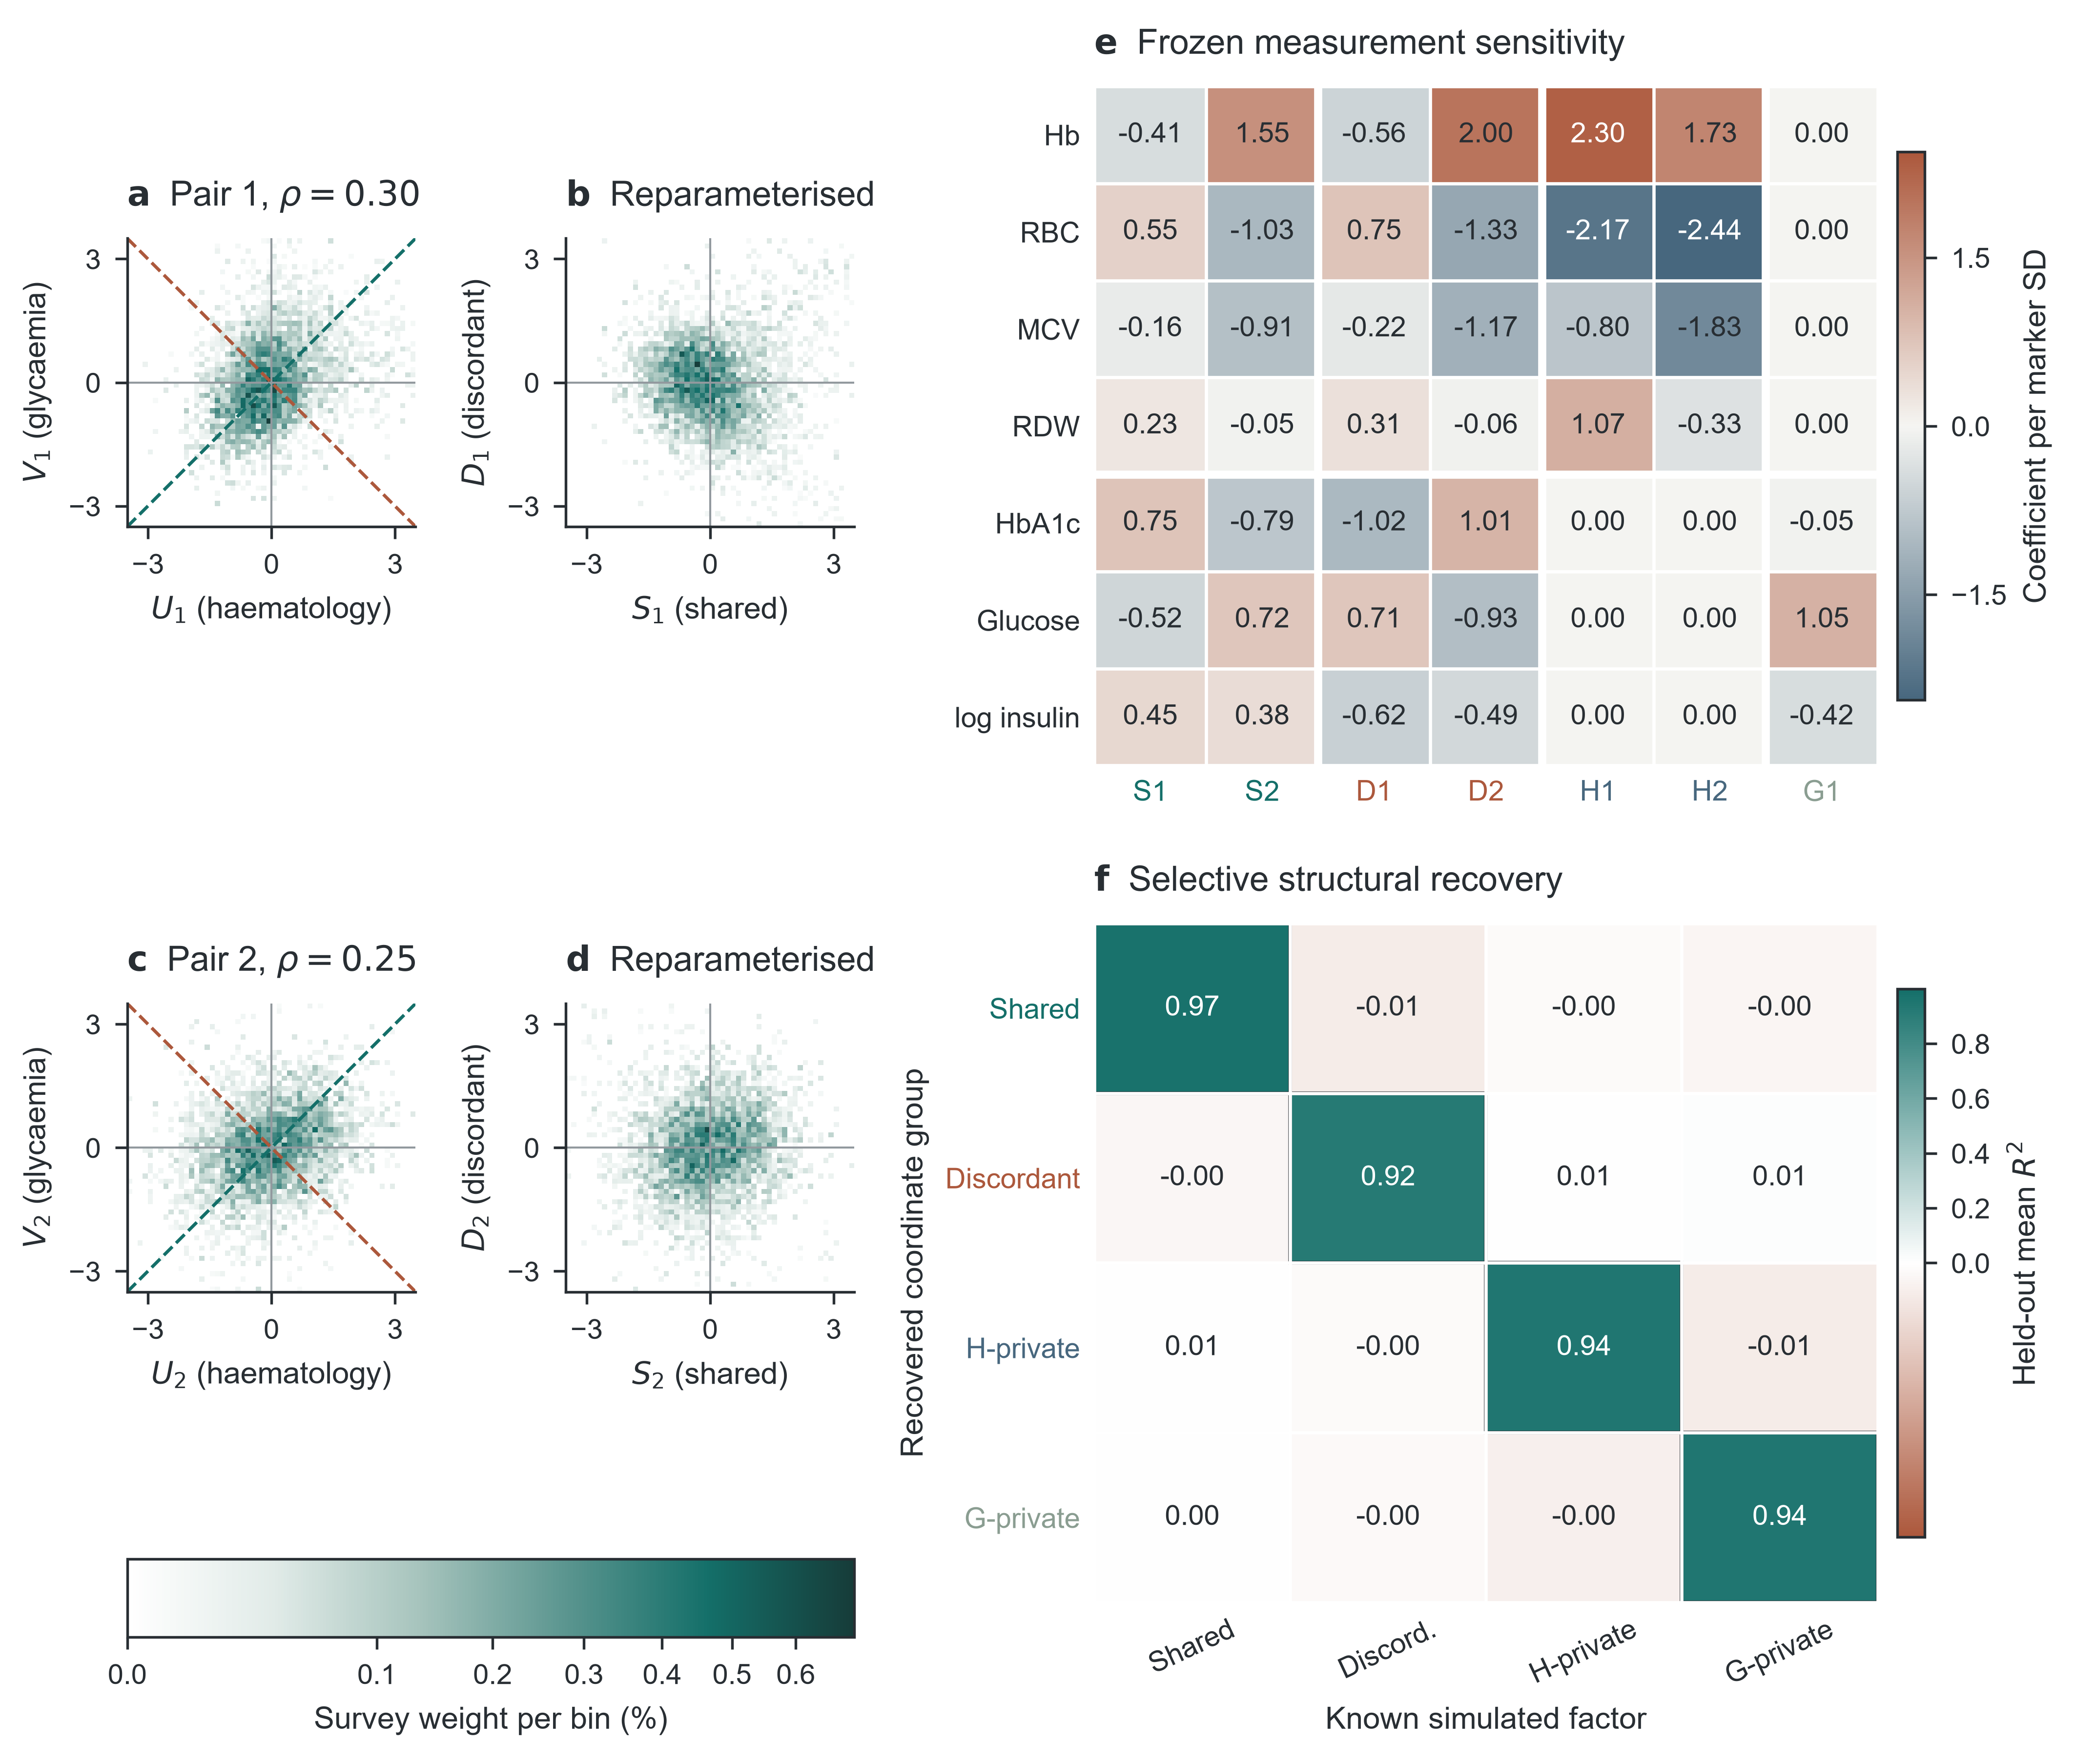 a Pair 1, ρ = 0.30
3
0
−3
V1 (glycaemia)
−3 0 3
U1 (haematology)
b Reparameterised
3
0
−3
D1 (discordant)
−3 0 3
S1 (shared)
c Pair 2, ρ = 0.25
3
0
−3
V2 (glycaemia)
−3 0 3
U2 (haematology)
d Reparameterised
3
0
−3
D2 (discordant)
−3 0 3
S2 (shared)
0.0 0.1 0.2 0.3 0.4 0.5 0.6
Survey weight per bin (%)
e Frozen measurement sensitivity
Hb -0.41 1.55 -0.56 2.00 2.30 1.73 0.00
RBC 0.55 -1.03 0.75 -1.33 -2.17 -2.44 0.00
MCV -0.16 -0.91 -0.22 -1.17 -0.80 -1.83 0.00
RDW 0.23 -0.05 0.31 -0.06 1.07 -0.33 0.00
HbA1c 0.75 -0.79 -1.02 1.01 0.00 0.00 -0.05
Glucose -0.52 0.72 0.71 -0.93 0.00 0.00 1.05
log insulin 0.45 0.38 -0.62 -0.49 0.00 0.00 -0.42
S1 S2 D1 D2 H1 H2 G1
1.5
0.0
−1.5
Coefficient per marker SD
f Selective structural recovery
Recovered coordinate group
Shared 0.97 -0.01 -0.00 -0.00
Discordant -0.00 0.92 0.01 0.01
H-private 0.01 -0.00 0.94 -0.01
G-private 0.00 -0.00 -0.00 0.94
Shared Discord. H-private G-private
Known simulated factor
0.8
0.6
0.4
0.2
0.0
Held-out mean R²